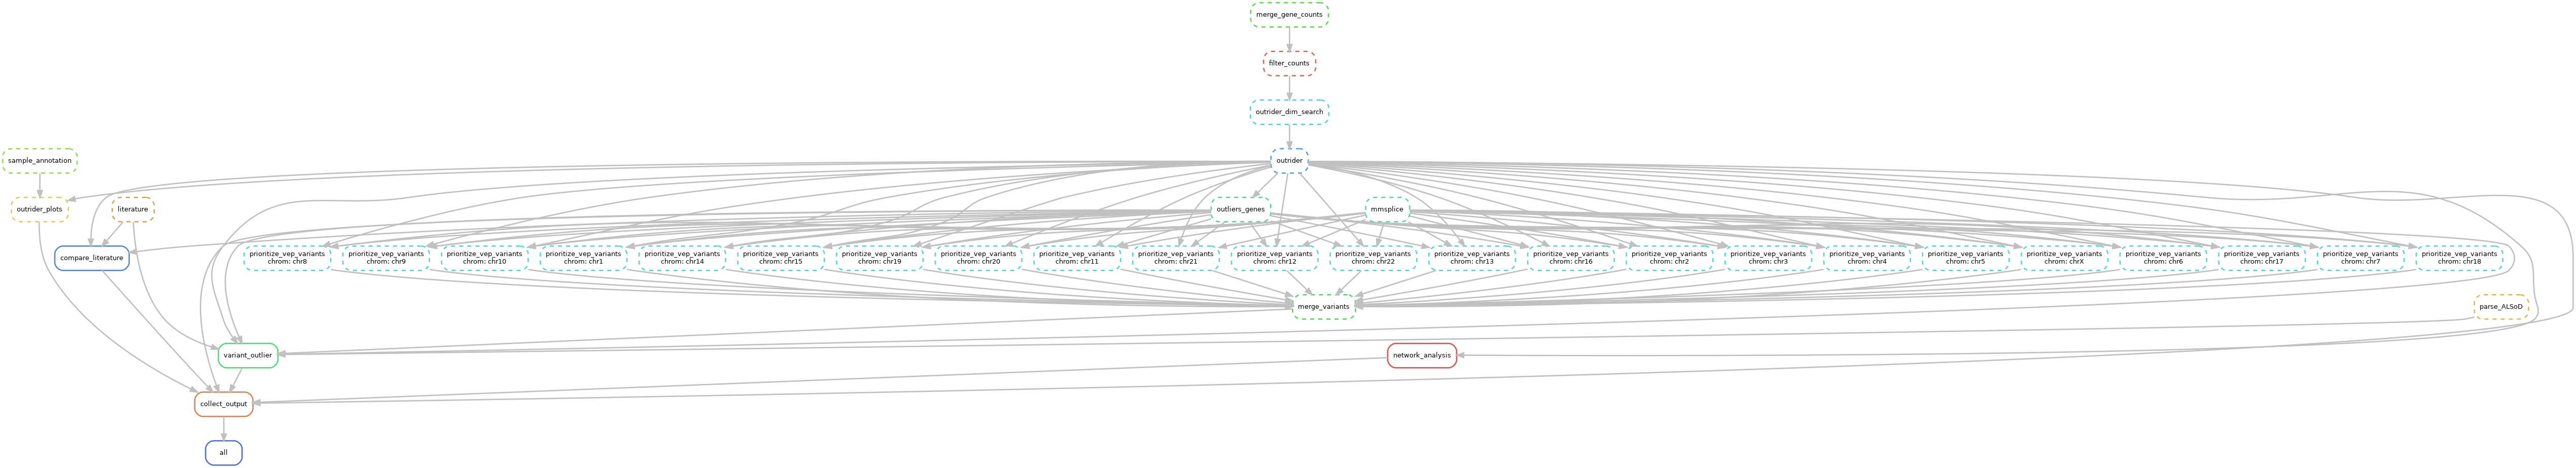 merge_gene_counts
filter_counts
outrider_dim_search
sample_annotation
outrider
outrider_plots
literature
outliers_genes
mmsplice
compare_literature
prioritize_vep_variants
chrom: chr8
prioritize_vep_variants
chrom: chr9
prioritize_vep_variants
chrom: chr10
prioritize_vep_variants
chrom: chr1
prioritize_vep_variants
chrom: chr14
prioritize_vep_variants
chrom: chr15
prioritize_vep_variants
chrom: chr19
prioritize_vep_variants
chrom: chr20
prioritize_vep_variants
chrom: chr11
prioritize_vep_variants
chrom: chr21
prioritize_vep_variants
chrom: chr12
prioritize_vep_variants
chrom: chr22
prioritize_vep_variants
chrom: chr13
prioritize_vep_variants
chrom: chr16
prioritize_vep_variants
chrom: chr2
prioritize_vep_variants
chrom: chr3
prioritize_vep_variants
chrom: chr4
prioritize_vep_variants
chrom: chr5
prioritize_vep_variants
chrom: chrX
prioritize_vep_variants
chrom: chr6
prioritize_vep_variants
chrom: chr17
prioritize_vep_variants
chrom: chr7
prioritize_vep_variants
chrom: chr18
merge_variants
parse_ALSoD
variant_outlier
network_analysis
collect_output
all